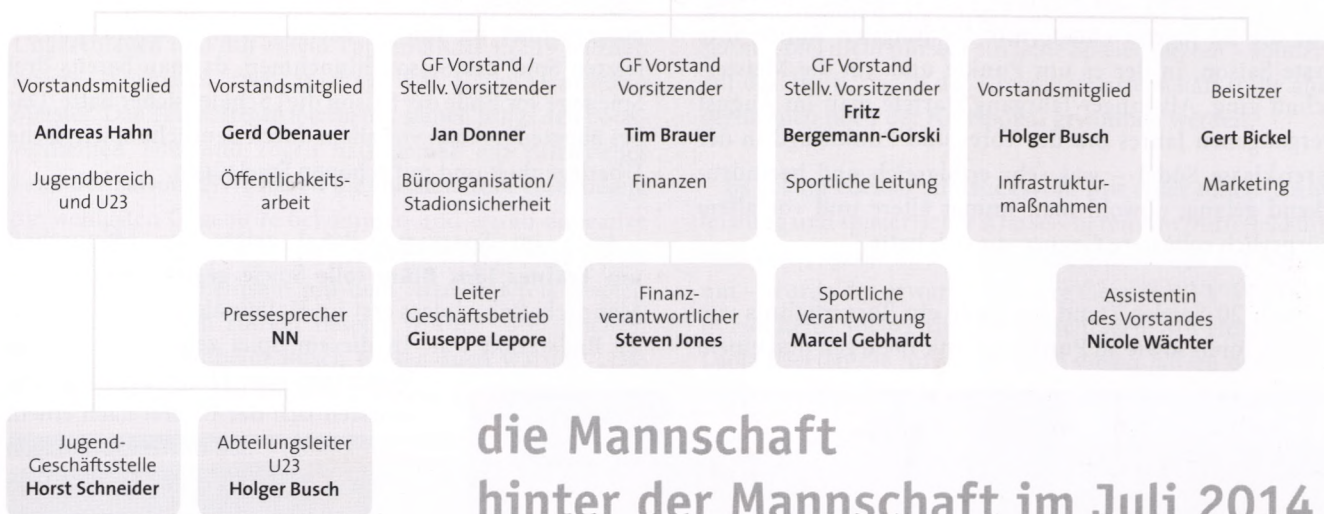 Vorstandsmitglied
Andreas Hahn
Jugendbereich
und U23
Vorstandsmitglied
Gerd Obenauer
Öffentlichkeits-
arbeit
GF Vorstand /
Stellv. Vorsitzender
Jan Donner
Büroorganisation/
Stadionsicherheit
GF Vorstand
Vorsitzender
Tim Brauer
Finanzen
GF Vorstand
Stellv. Vorsitzender
Fritz
Bergemann-Gorski
Sportliche Leitung
Vorstandsmitglied
Holger Busch
Infrastruktur-
maßnahmen
Beisitzer
Gert Bickel
Marketing
Pressesprecher
NN
Leiter
Geschäftsbetrieb
Giuseppe Lepore
Finanz-
verantwortlicher
Steven Jones
Sportliche
Verantwortung
Marcel Gebhardt
Assistentin
des Vorstandes
Nicole Wächter
Jugend-
Geschäftsstelle
Horst Schneider
Abteilungsleiter
U23
Holger Busch
die Mannschaft
hinter der Mannschaft im Juli 2014